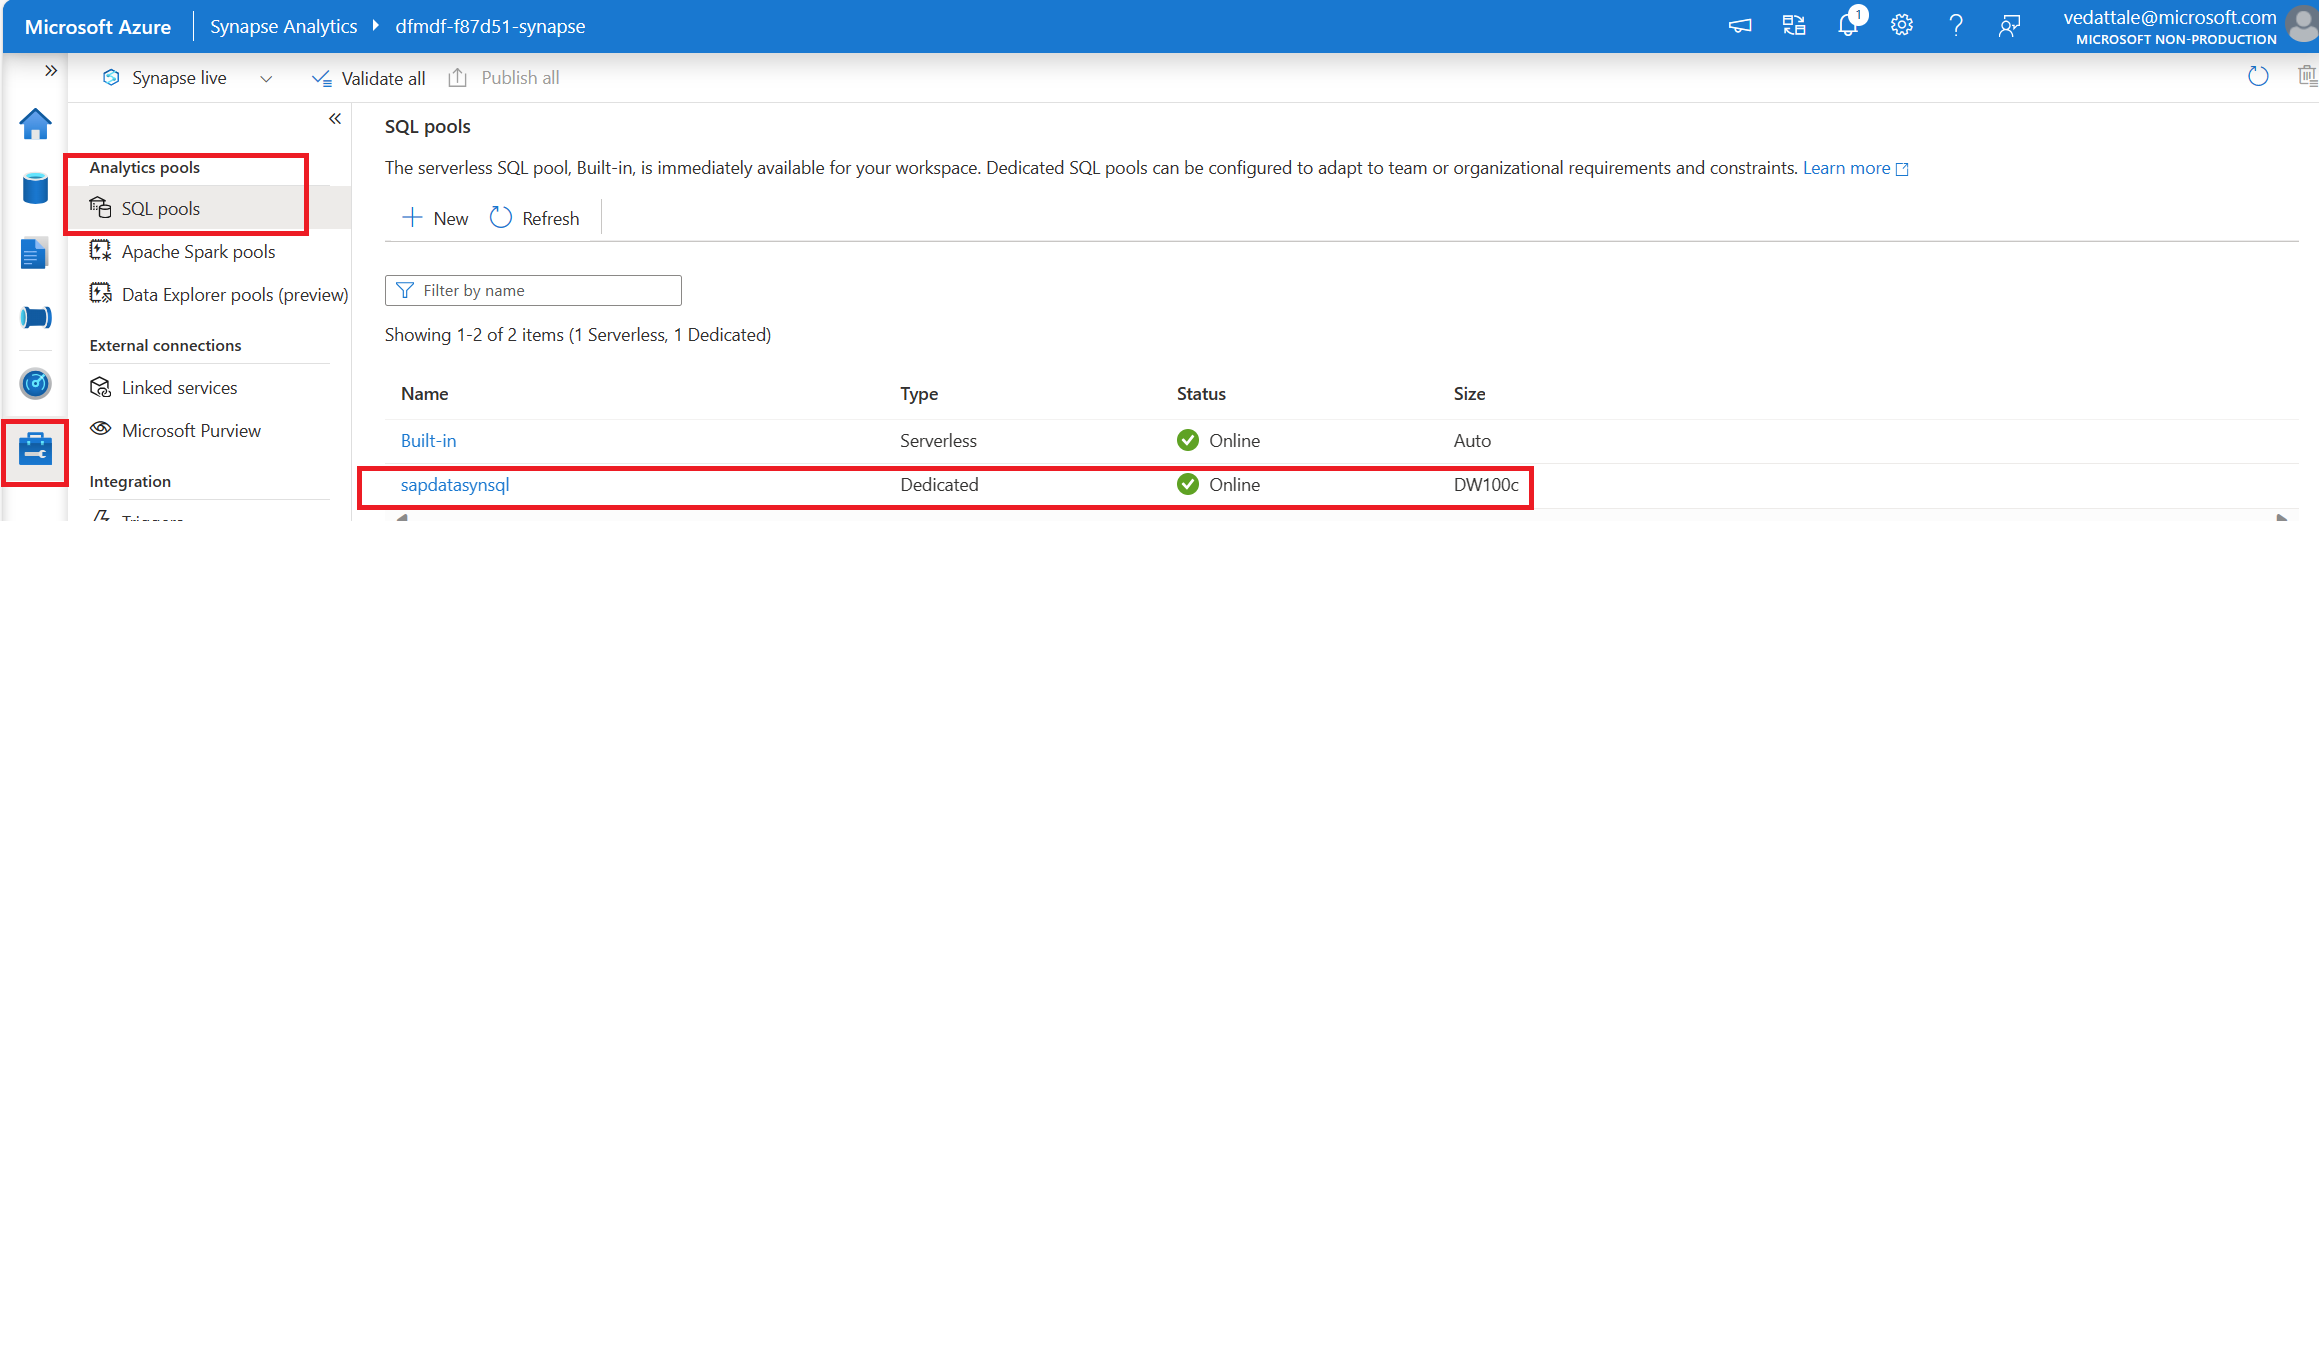 Microsoft Azure
Synapse Analytics
dfmdf-f87d51-synapse
1
vedattale@microsoft.com
MICROSOFT NON-PRODUCTION
Synapse live
Validate all
Publish all
Analytics pools
SQL pools
Apache Spark pools
Data Explorer pools (preview)
External connections
Linked services
Microsoft Purview
Integration
Triggers
SQL pools
The serverless SQL pool, Built-in, is immediately available for your workspace. Dedicated SQL pools can be configured to adapt to team or organizational requirements and constraints. Learn more
New Refresh
Filter by name
Showing 1-2 of 2 items (1 Serverless, 1 Dedicated)
Name Type Status Size
Built-in Serverless Online Auto
sapdatasynsql Dedicated Online DW100c